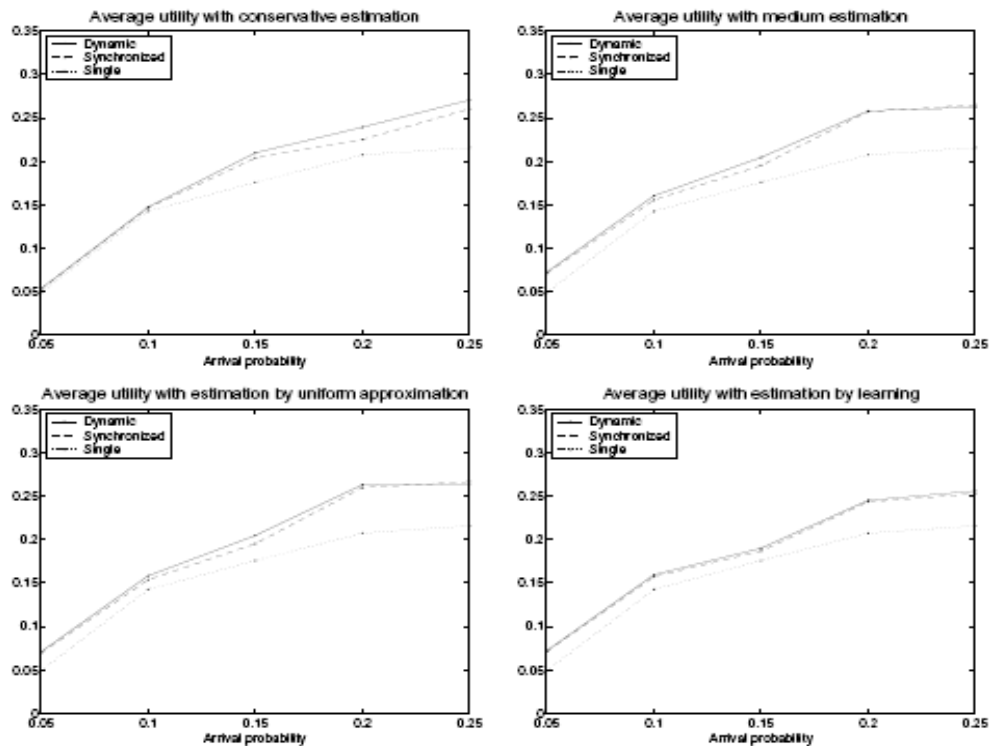 Average utility with conservative estimation
0.35
0.3
0.25
0.2
0.15
0.1
0.05
0
Dynamic
Synchronized
Single
0.05 0.1 0.15 0.2 0.25
Arrival probability
Average utility with medium estimation
0.35
0.3
0.25
0.2
0.15
0.1
0.05
0
Dynamic
Synchronized
Single
0.05 0.1 0.15 0.2 0.25
Arrival probability
Average utility with estimation by uniform approximation
0.35
0.3
0.25
0.2
0.15
0.1
0.05
0
Dynamic
Synchronized
Single
0.05 0.1 0.15 0.2 0.25
Arrival probability
Average utility with estimation by learning
0.35
0.3
0.25
0.2
0.15
0.1
0.05
0
Dynamic
Synchronized
Single
0.05 0.1 0.15 0.2 0.25
Arrival probability